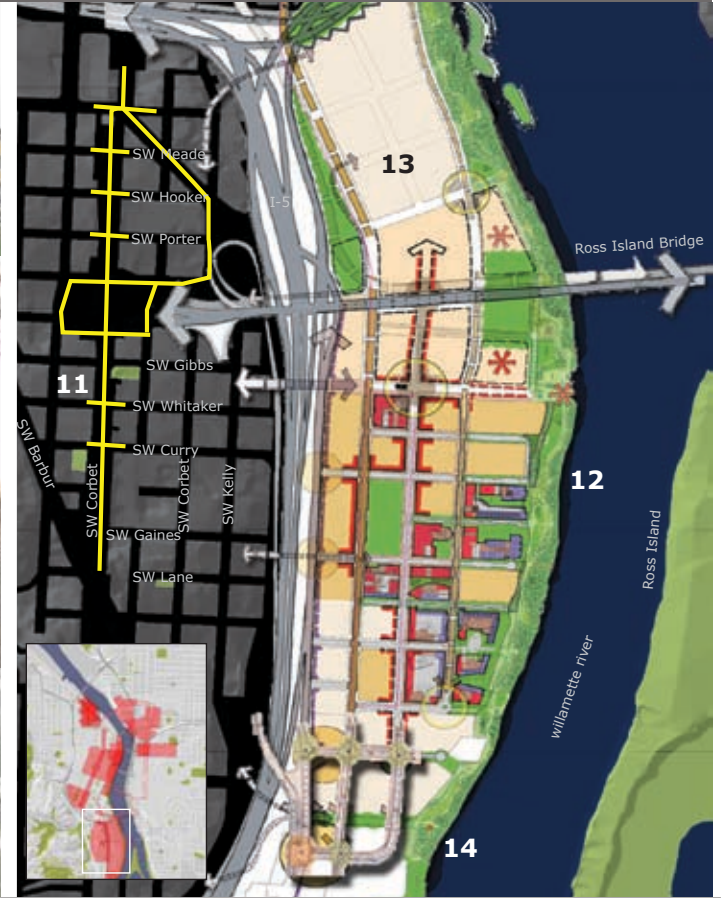 13
SW Meade
SW Hooker
I-5
SW Porter
Ross Island Bridge
SW Gibbs
11
SW Whitaker
SW Barbur
SW Curry
12
SW Corbet
SW Corbet
SW Kelly
SW Gaines
Ross Island
SW Lane
willamette river
14